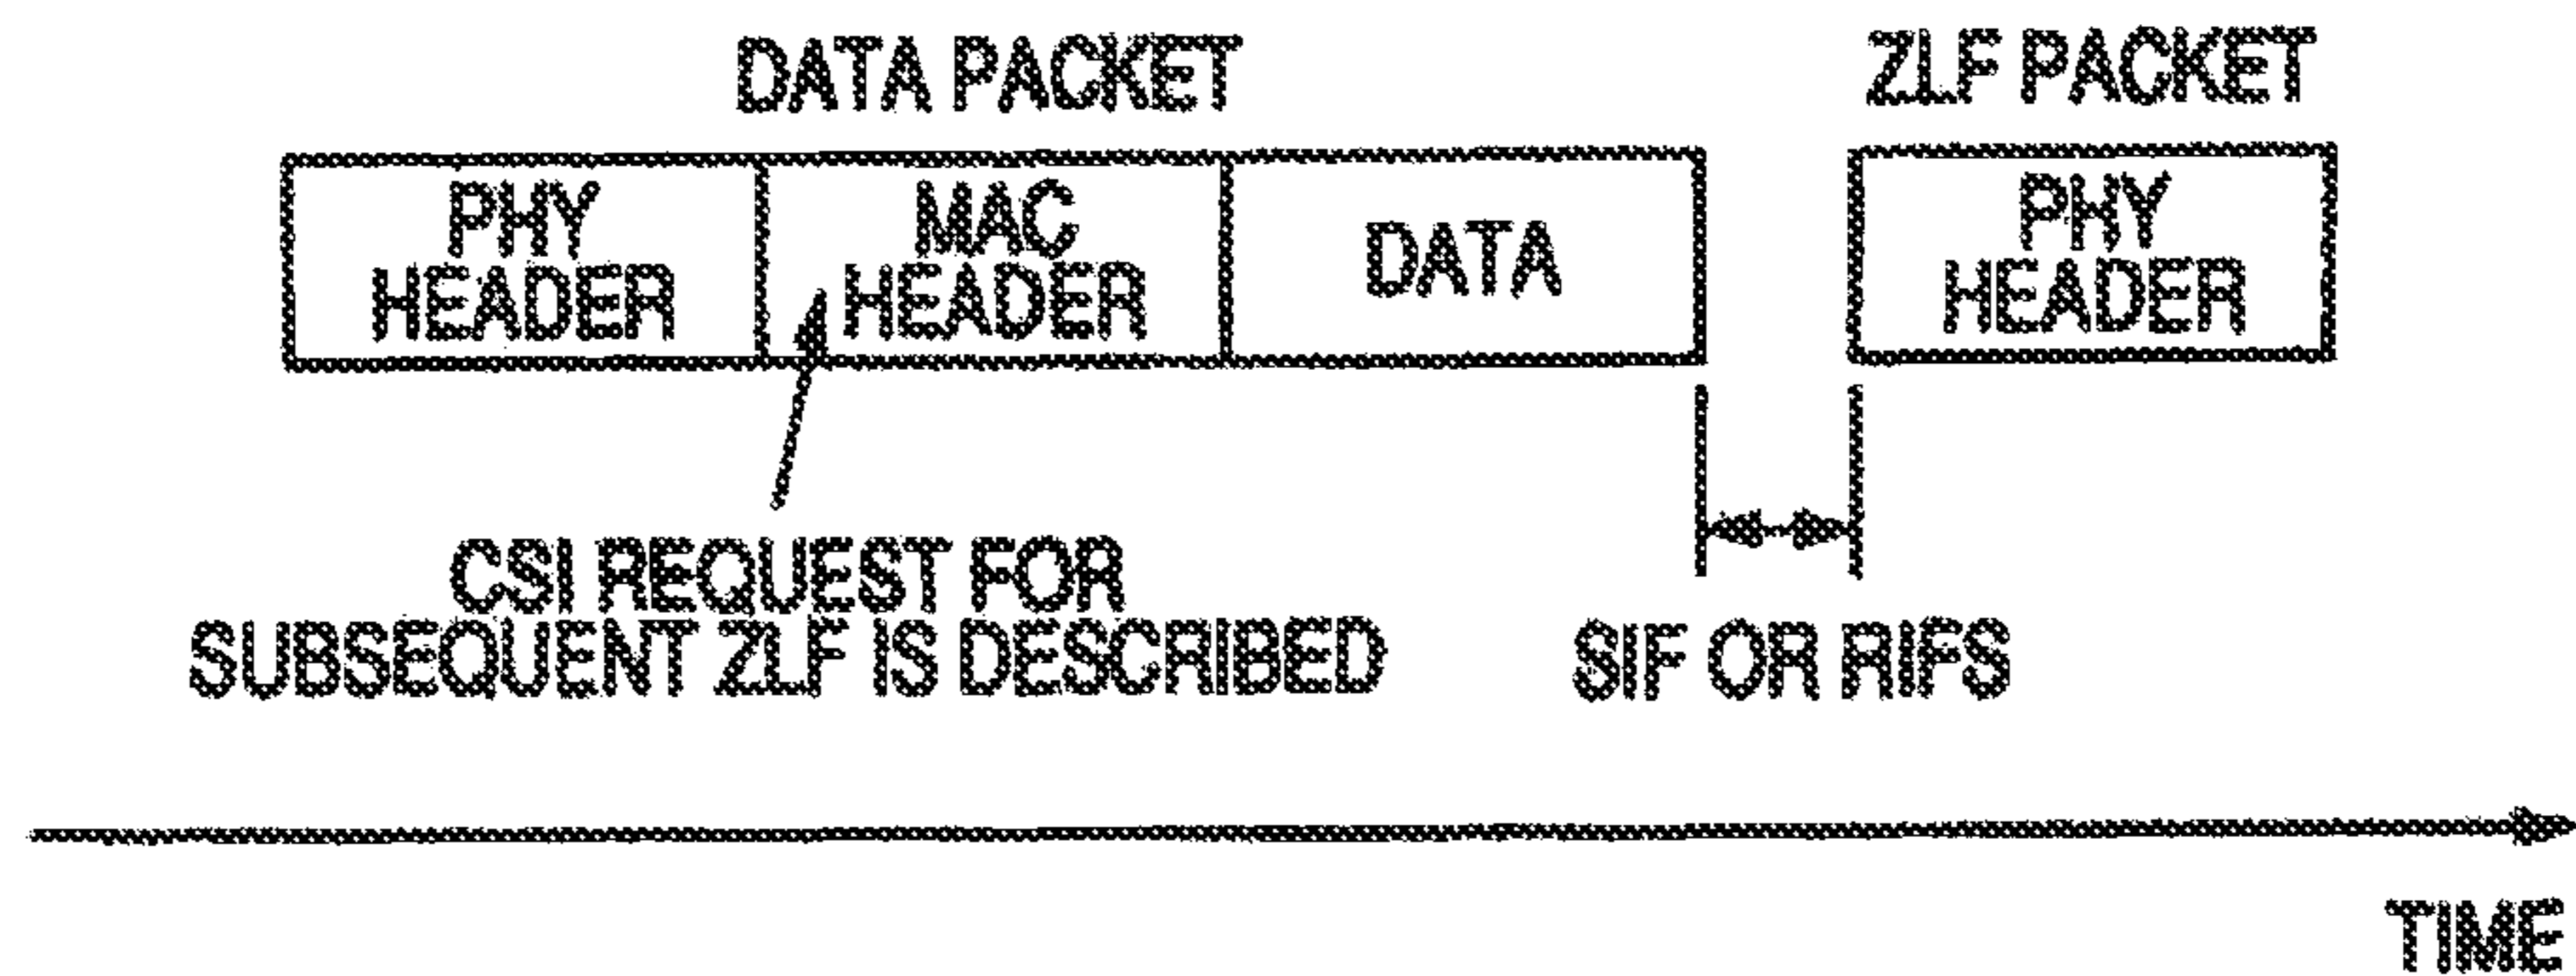 DATA PACKET
ZLF PACKET
PHY
HEADER
MAC
HEADER
DATA
PHY
HEADER
CSI REQUEST FOR
SUBSEQUENT ZLF IS DESCRIBED
SIF OR RIFS
TIME